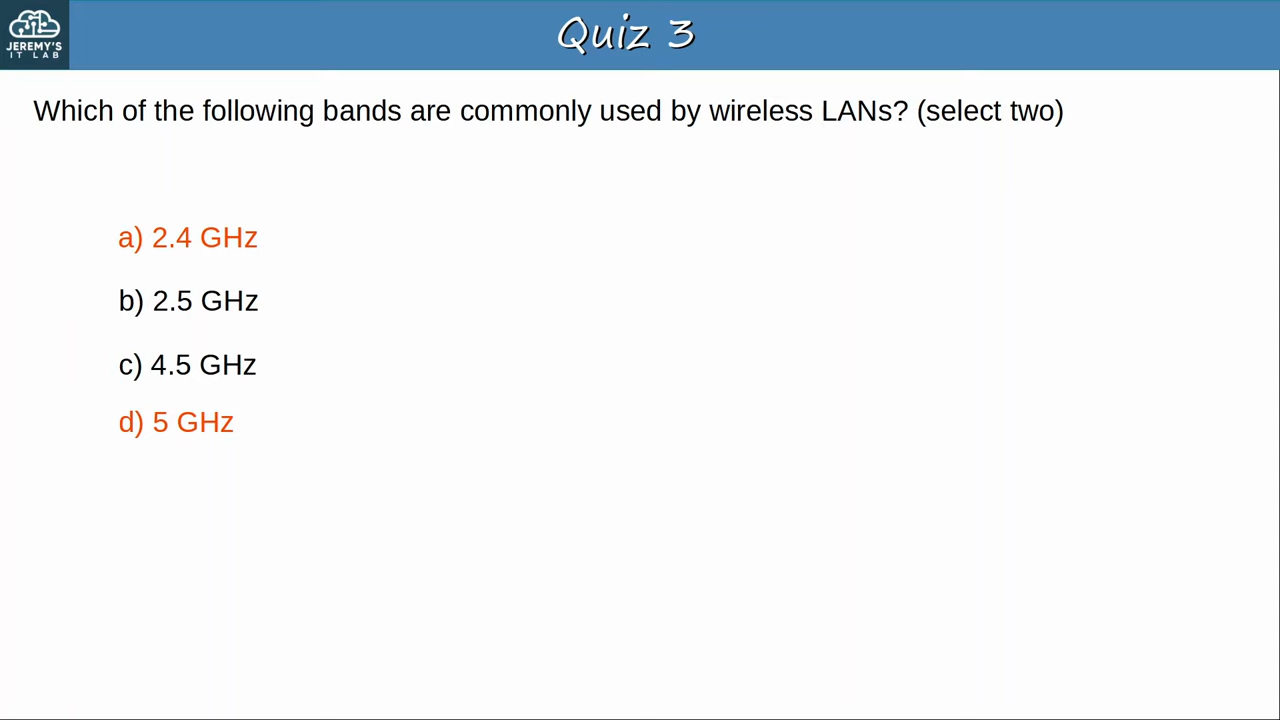 JEREMY'S
IT LAB
Quiz 3
Which of the following bands are commonly used by wireless LANs? (select two)
a) 2.4 GHz
b) 2.5 GHz
c) 4.5 GHz
d) 5 GHz